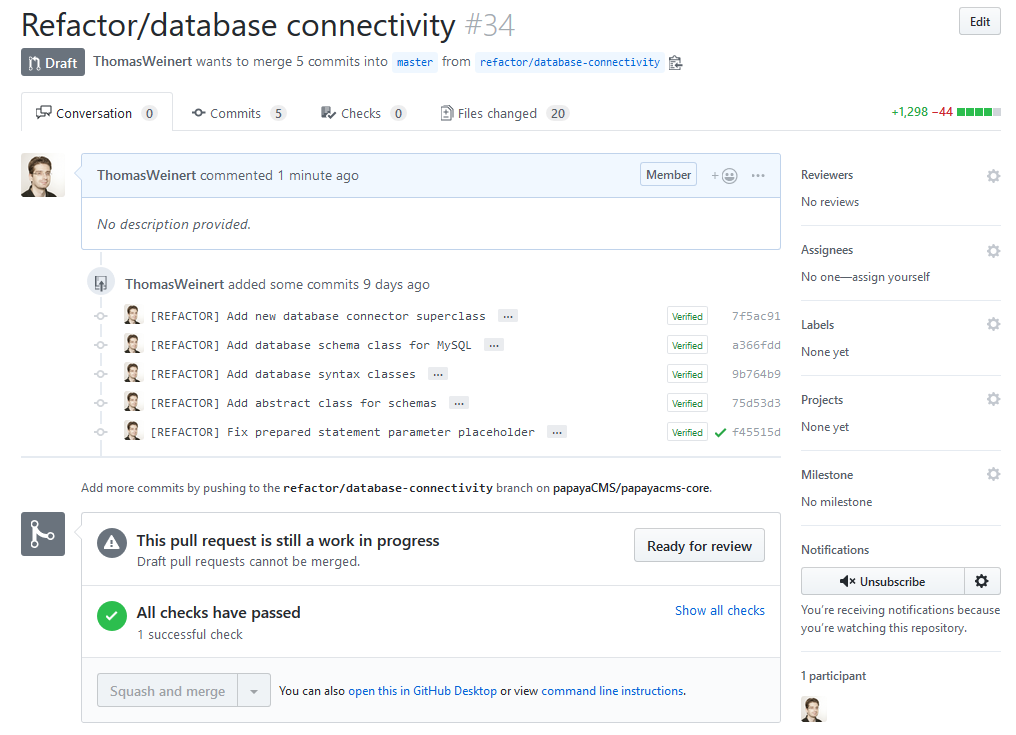 Refactor/database connectivity #34
Edit
Draft ThomasWeinert wants to merge 5 commits into master from refactor/database-connectivity
Conversation 0 Commits 5 Checks 0 Files changed 20 +1,298 −44
ThomasWeinert commented 1 minute ago Member + ...
No description provided.
ThomasWeinert added some commits 9 days ago
[REFACTOR] Add new database connector superclass ... Verified 7f5ac91
[REFACTOR] Add database schema class for MySQL ... Verified a366fdd
[REFACTOR] Add database syntax classes ... Verified 9b764b9
[REFACTOR] Add abstract class for schemas ... Verified 75d53d3
[REFACTOR] Fix prepared statement parameter placeholder ... Verified f45515d
Add more commits by pushing to the refactor/database-connectivity branch on papayaCMS/papayacms-core.
This pull request is still a work in progress
Draft pull requests cannot be merged.
Ready for review
All checks have passed
1 successful check
Show all checks
Squash and merge You can also open this in GitHub Desktop or view command line instructions.
Reviewers
No reviews
Assignees
No one—assign yourself
Labels
None yet
Projects
None yet
Milestone
No milestone
Notifications
Unsubscribe
You’re receiving notifications because
you’re watching this repository.
1 participant